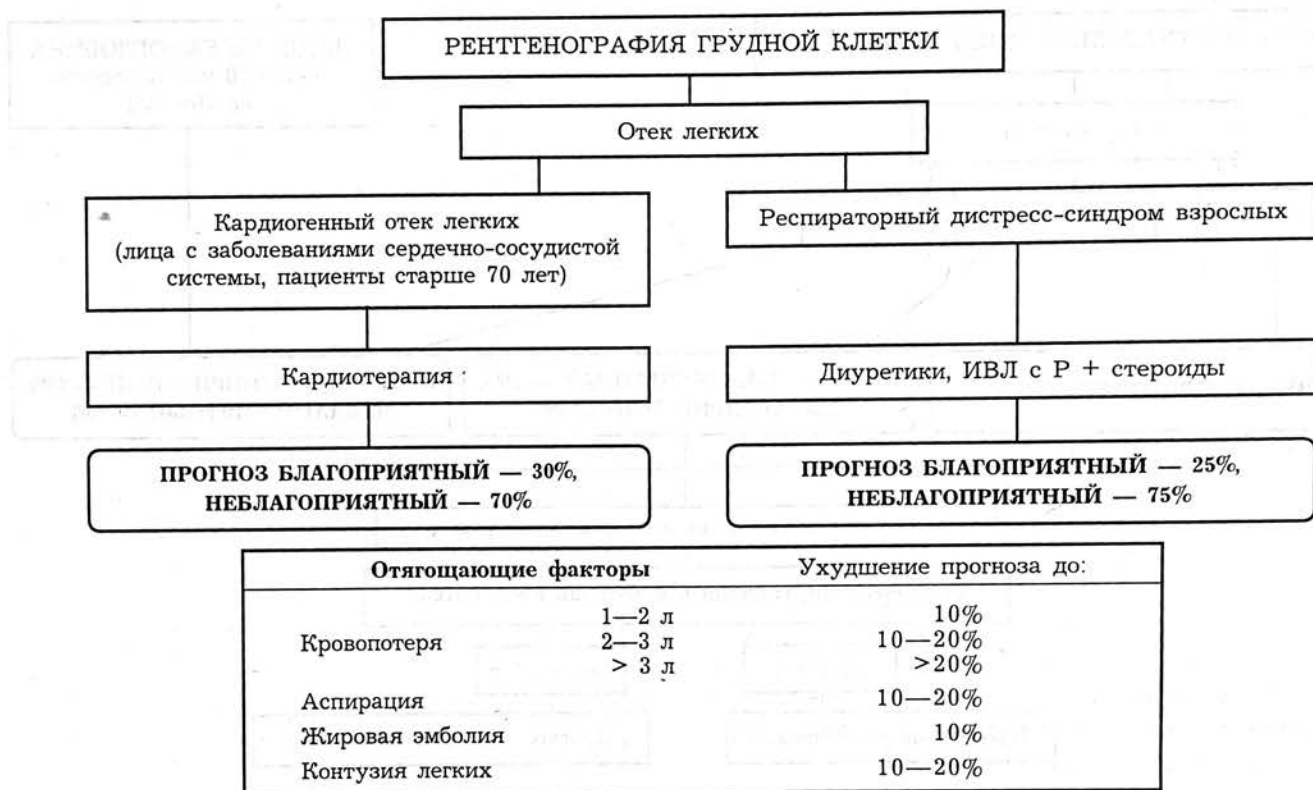 РЕНТГЕНОГРАФИЯ ГРУДНОЙ КЛЕТКИ
Отек легких
Кардиогенный отек легких
(лица с заболеваниями сердечно-сосудистой
системы, пациенты старше 70 лет)
Респираторный дистресс-синдром взрослых
Кардиотерапия
Диуретики, ИВЛ с Р + стероиды
ПРОГНОЗ БЛАГОПРИЯТНЫЙ — 30%,
НЕБЛАГОПРИЯТНЫЙ — 70%
ПРОГНОЗ БЛАГОПРИЯТНЫЙ — 25%,
НЕБЛАГОПРИЯТНЫЙ — 75%
Отягощающие факторы Ухудшение прогноза до:
1—2 л 10%
Кровопотеря 2—3 л 10—20%
> 3 л >20%
Аспирация 10—20%
Жировая эмболия 10%
Контузия легких 10—20%